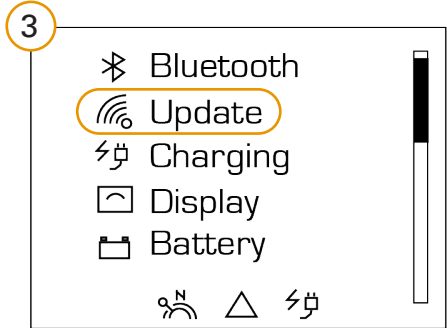 3
Bluetooth
Update
Charging
Display
Battery
N